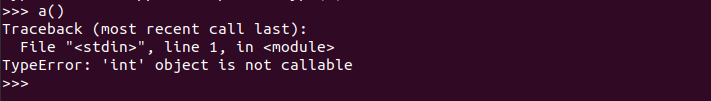 >>> a()
Traceback (most recent call last):
  File "<stdin>", line 1, in <module>
TypeError: 'int' object is not callable
>>>